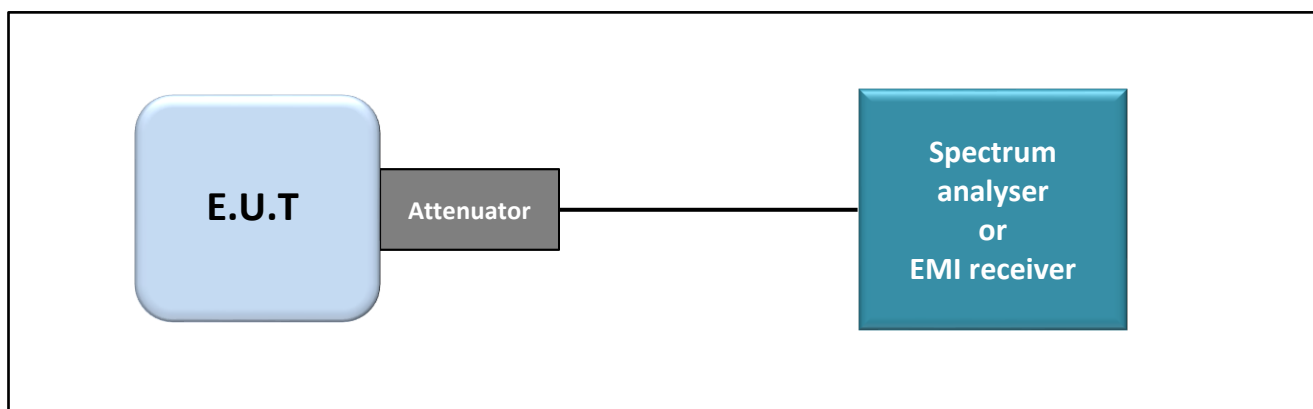 E.U.T
Attenuator
Spectrum
analyser
or
EMI receiver